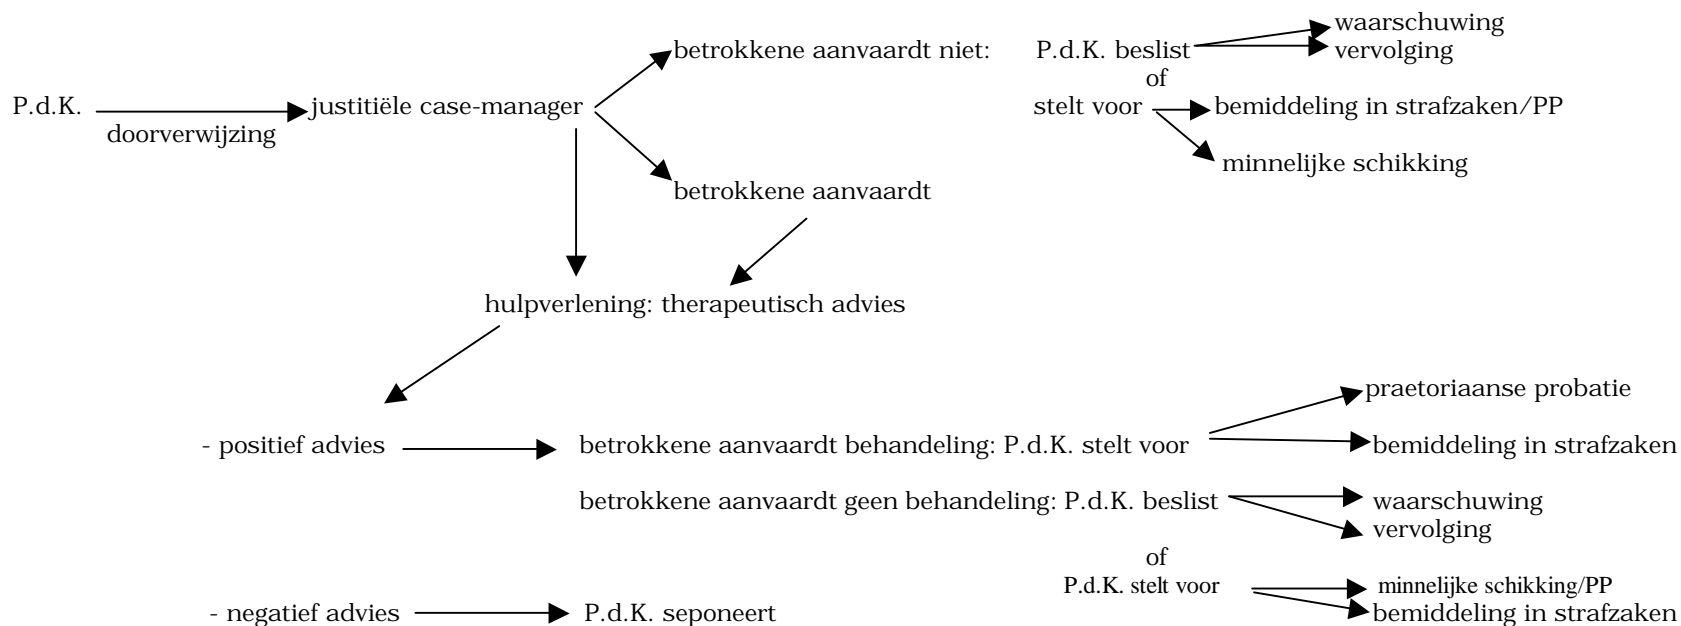 waarschuwing
betrokkene aanvaardt niet: P.d.K. beslist vervolging
of
P.d.K. justitiële case-manager stelt voor bemiddeling in strafzaken/PP
doorverwijzing
minnelijke schikking
betrokkene aanvaardt
hulpverlening: therapeutisch advies
praetoriaanse probatie
- positief advies betrokkene aanvaardt behandeling: P.d.K. stelt voor bemiddeling in strafzaken
betrokkene aanvaardt geen behandeling: P.d.K. beslist waarschuwing
vervolging
of
P.d.K. stelt voor minnelijke schikking/PP
- negatief advies P.d.K. seponeert bemiddeling in strafzaken